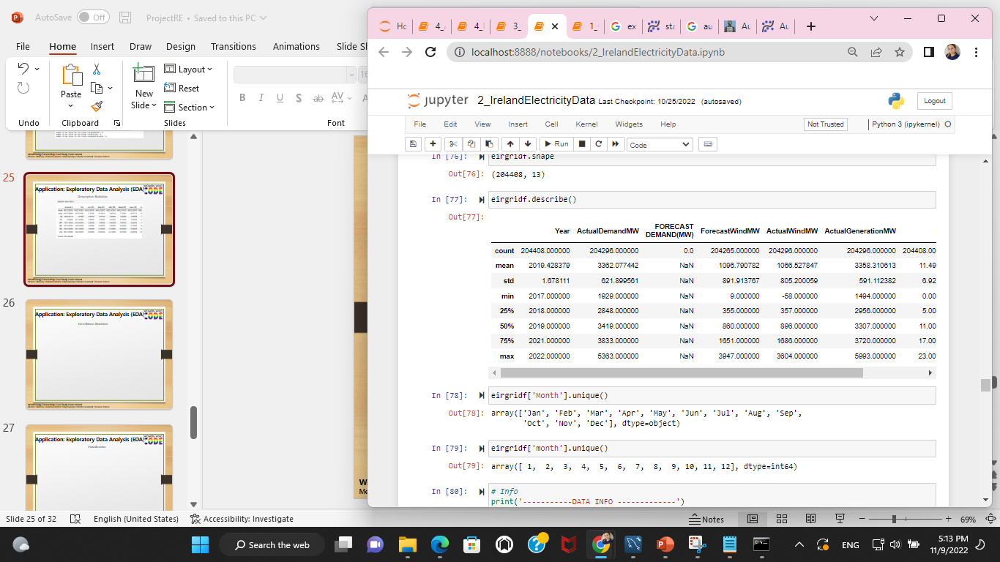 AutoSave Off ProjectRE • Saved to this PC
File Home Insert Draw Design Transitions Animations Slide Sh
Undo
Paste
Clipboard
New
Slide
Layout
Reset
Section
Slides
B I U S ab AV
Font
25
Application: Exploratory Data Analysis (EDA)
WOMEN WHO
CODE
Descriptive Statistics
26
Application: Exploratory Data Analysis (EDA)
WOMEN WHO
CODE
Correlation Statistics
27
Application: Exploratory Data Analysis (EDA)
WOMEN WHO
CODE
Visualization
Slide 25 of 32 English (United States) Accessibility: Investigate
Notes 69%
Ho 4_ 4_ 3_ 1_ ex sta au Au Au
localhost:8888/notebooks/2_IrelandElectricityData.ipynb
jupyter 2_IrelandElectricityData Last Checkpoint: 10/25/2022 (autosaved)
Logout
File Edit View Insert Cell Kernel Widgets Help
Not Trusted Python 3 (ipykernel)
Run Code
In [76]: eirgridf.shape
Out[76]: (204408, 13)
In [77]: eirgridf.describe()
Out[77]:
Year ActualDemandMW FORECAST DEMAND(MW) ForecastWindMW ActualWindMW ActualGenerationMW
count 204408.000000 204296.000000 0.0 204265.000000 204296.000000 204296.000000 204408.00
mean 2019.428379 3362.077442 NaN 1096.790782 1066.527847 3358.310613 11.49
std 1.678111 621.899561 NaN 891.913767 805.200059 591.112382 6.92
min 2017.000000 1929.000000 NaN 9.000000 -58.000000 1494.000000 0.00
25% 2018.000000 2848.000000 NaN 355.000000 357.000000 2956.000000 5.00
50% 2019.000000 3419.000000 NaN 860.000000 896.000000 3307.000000 11.00
75% 2021.000000 3833.000000 NaN 1651.000000 1686.000000 3720.000000 17.00
max 2022.000000 5363.000000 NaN 3947.000000 3604.000000 5993.000000 23.00
In [78]: eirgridf['Month'].unique()
Out[78]: array(['Jan', 'Feb', 'Mar', 'Apr', 'May', 'Jun', 'Jul', 'Aug', 'Sep',
'Oct', 'Nov', 'Dec'], dtype=object)
In [79]: eirgridf['month'].unique()
Out[79]: array([ 1, 2, 3, 4, 5, 6, 7, 8, 9, 10, 11, 12], dtype=int64)
In [80]: # Info
print('-----------DATA INFO -------------')
Search the web
ENG
5:13 PM
11/9/2022